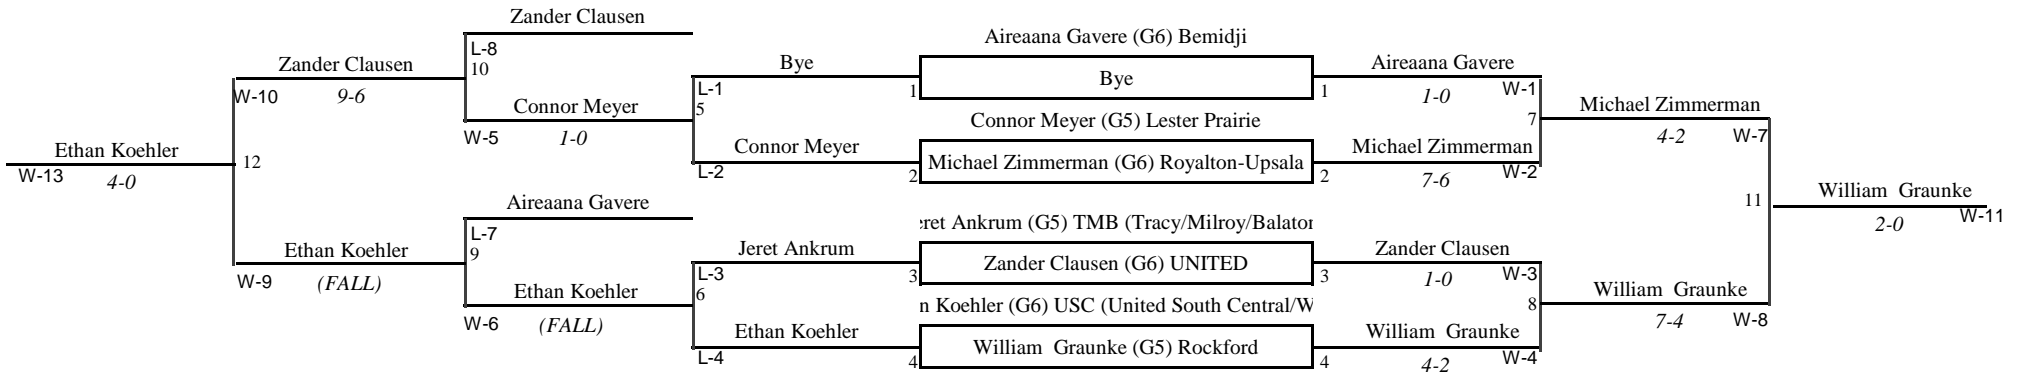 Zander Clausen
L-8
10
Zander Clausen
W-10
9-6
Connor Meyer
W-5
1-0
Ethan Koehler
W-13
4-0
12
Aireaana Gavere
L-7
9
Ethan Koehler
W-9
(FALL)
Ethan Koehler
W-6
(FALL)
Bye
L-1
5
1
Connor Meyer
L-2
2
Jeret Ankrum
L-3
6
3
Ethan Koehler
L-4
4
Aireaana Gavere (G6) Bemidji
Bye
Connor Meyer (G5) Lester Prairie
Michael Zimmerman (G6) Royalton-Upsala
eret Ankrum (G5) TMB (Tracy/Milroy/Balaton
Zander Clausen (G6) UNITED
n Koehler (G6) USC (United South Central/W
William Graunke (G5) Rockford
Aireaana Gavere
1
1-0
W-1
7
Michael Zimmerman
2
7-6
W-2
Zander Clausen
3
1-0
W-3
8
William Graunke
4
4-2
W-4
Michael Zimmerman
4-2
W-7
11
William Graunke
7-4
W-8
William Graunke
2-0
W-11